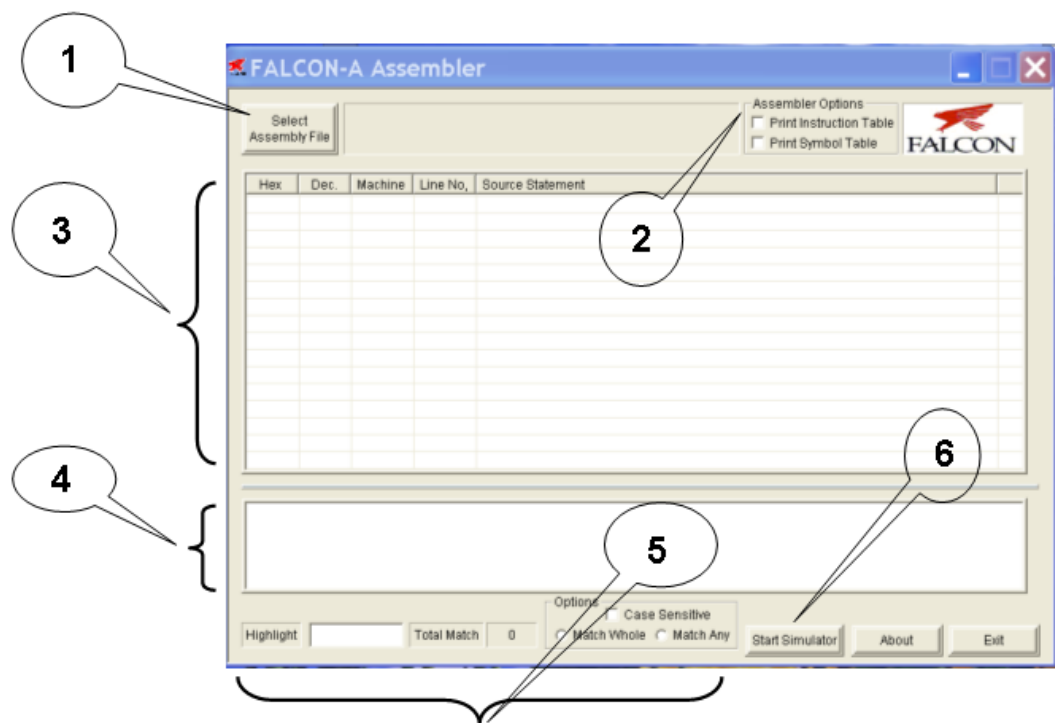 1
FALCON-A Assembler
Select
Assembly File
Assembler Options
Print Instruction Table
Print Symbol Table
FALCON
2
3
Hex Dec. Machine Line No, Source Statement
4
5
6
Options
Case Sensitive
Highlight Total Match 0 Match Whole Match Any Start Simulator About Exit